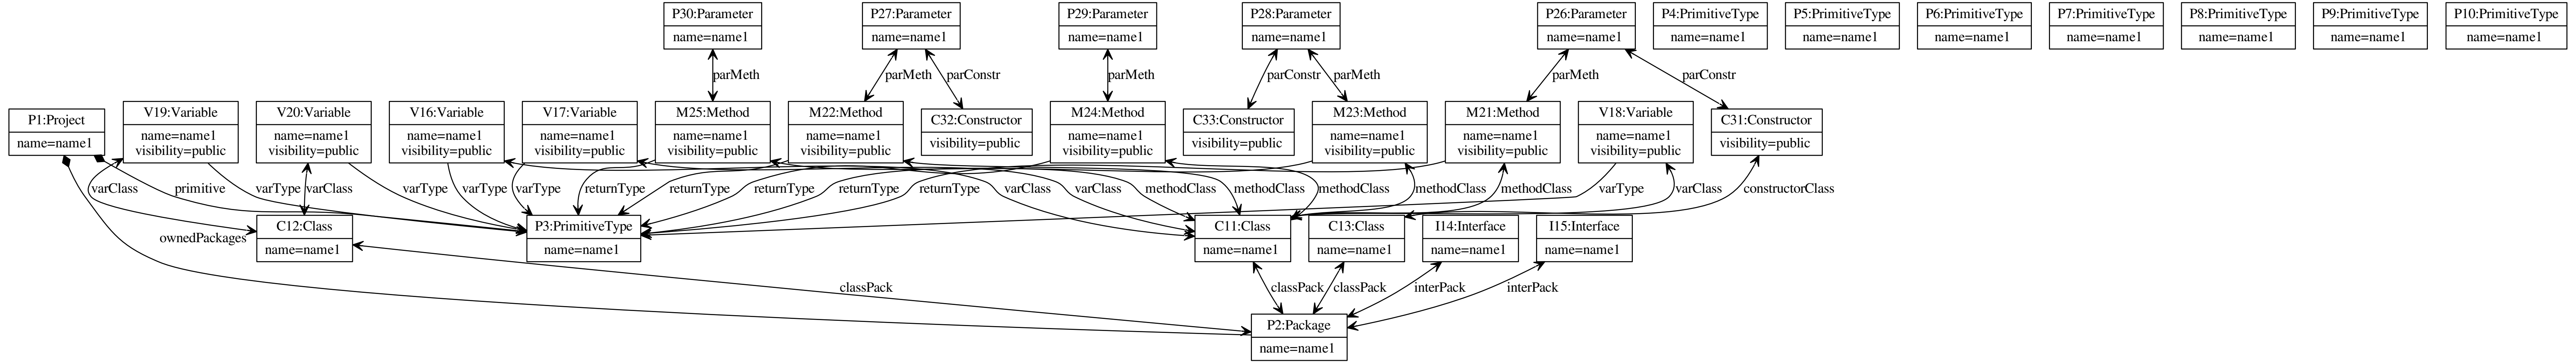 P30:Parameter
name=name1
P27:Parameter
name=name1
P29:Parameter
name=name1
P28:Parameter
name=name1
P26:Parameter
name=name1
P4:PrimitiveType
name=name1
P5:PrimitiveType
name=name1
P6:PrimitiveType
name=name1
P7:PrimitiveType
name=name1
P8:PrimitiveType
name=name1
P9:PrimitiveType
name=name1
P10:PrimitiveType
name=name1
parMeth
parMeth
parConstr
parMeth
parConstr
parMeth
parMeth
parConstr
P1:Project
name=name1
V19:Variable
name=name1
visibility=public
V20:Variable
name=name1
visibility=public
V16:Variable
name=name1
visibility=public
V17:Variable
name=name1
visibility=public
M25:Method
name=name1
visibility=public
M22:Method
name=name1
visibility=public
C32:Constructor
visibility=public
M24:Method
name=name1
visibility=public
C33:Constructor
visibility=public
M23:Method
name=name1
visibility=public
M21:Method
name=name1
visibility=public
V18:Variable
name=name1
visibility=public
C31:Constructor
visibility=public
varClass
primitive
varType
varClass
varType
varType
varType
returnType
returnType
returnType
returnType
returnType
varClass
varClass
methodClass
methodClass
methodClass
methodClass
methodClass
varType
varClass
constructorClass
ownedPackages
C12:Class
name=name1
P3:PrimitiveType
name=name1
C11:Class
name=name1
C13:Class
name=name1
I14:Interface
name=name1
I15:Interface
name=name1
classPack
classPack
classPack
interPack
interPack
P2:Package
name=name1